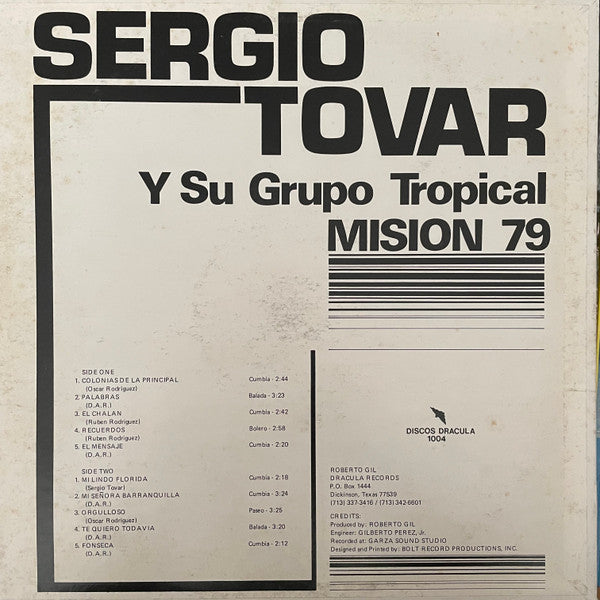 SERGIO
TOVAR
Y Su Grupo Tropical
MISION 79
SIDE ONE
1. COLONIAS DE LA PRINCIPAL Cumbia - 2:44
(Oscar Rodriguez)
2. PALABRAS Balada - 3:23
(D.A.R.)
3. EL CHALAN Cumbia - 2:42
(Ruben Rodriguez)
4. RECUERDOS Bolero - 2:58
(Ruben Rodriguez)
5. EL MENSAJE Cumbia - 2:20
(D.A.R.)
SIDE TWO
1. MI LINDO FLORIDA Cumbia - 2:18
(Sergio Tovar)
2. MI SEÑORA BARRANQUILLA Cumbia - 3:24
(D.A.R.)
3. ORGULLOSO Paseo - 3:25
(Oscar Rodriguez)
4. TE QUIERO TODAVIA Balada - 3:20
(D.A.R.)
5. FONSECA Cumbia - 2:12
(D.A.R.)
DISCOS DRACULA
1004
ROBERTO GIL
DRACULA RECORDS
P.O. Box 1444
Dickinson, Texas 77539
(713) 337-3416 / (713) 342-6601
CREDITS:
Produced by: ROBERTO GIL
Engineer: GILBERTO PEREZ, Jr.
Recorded at: GARZA SOUND STUDIO
Designed and Printed by: BOLT RECORD PRODUCTIONS, INC.